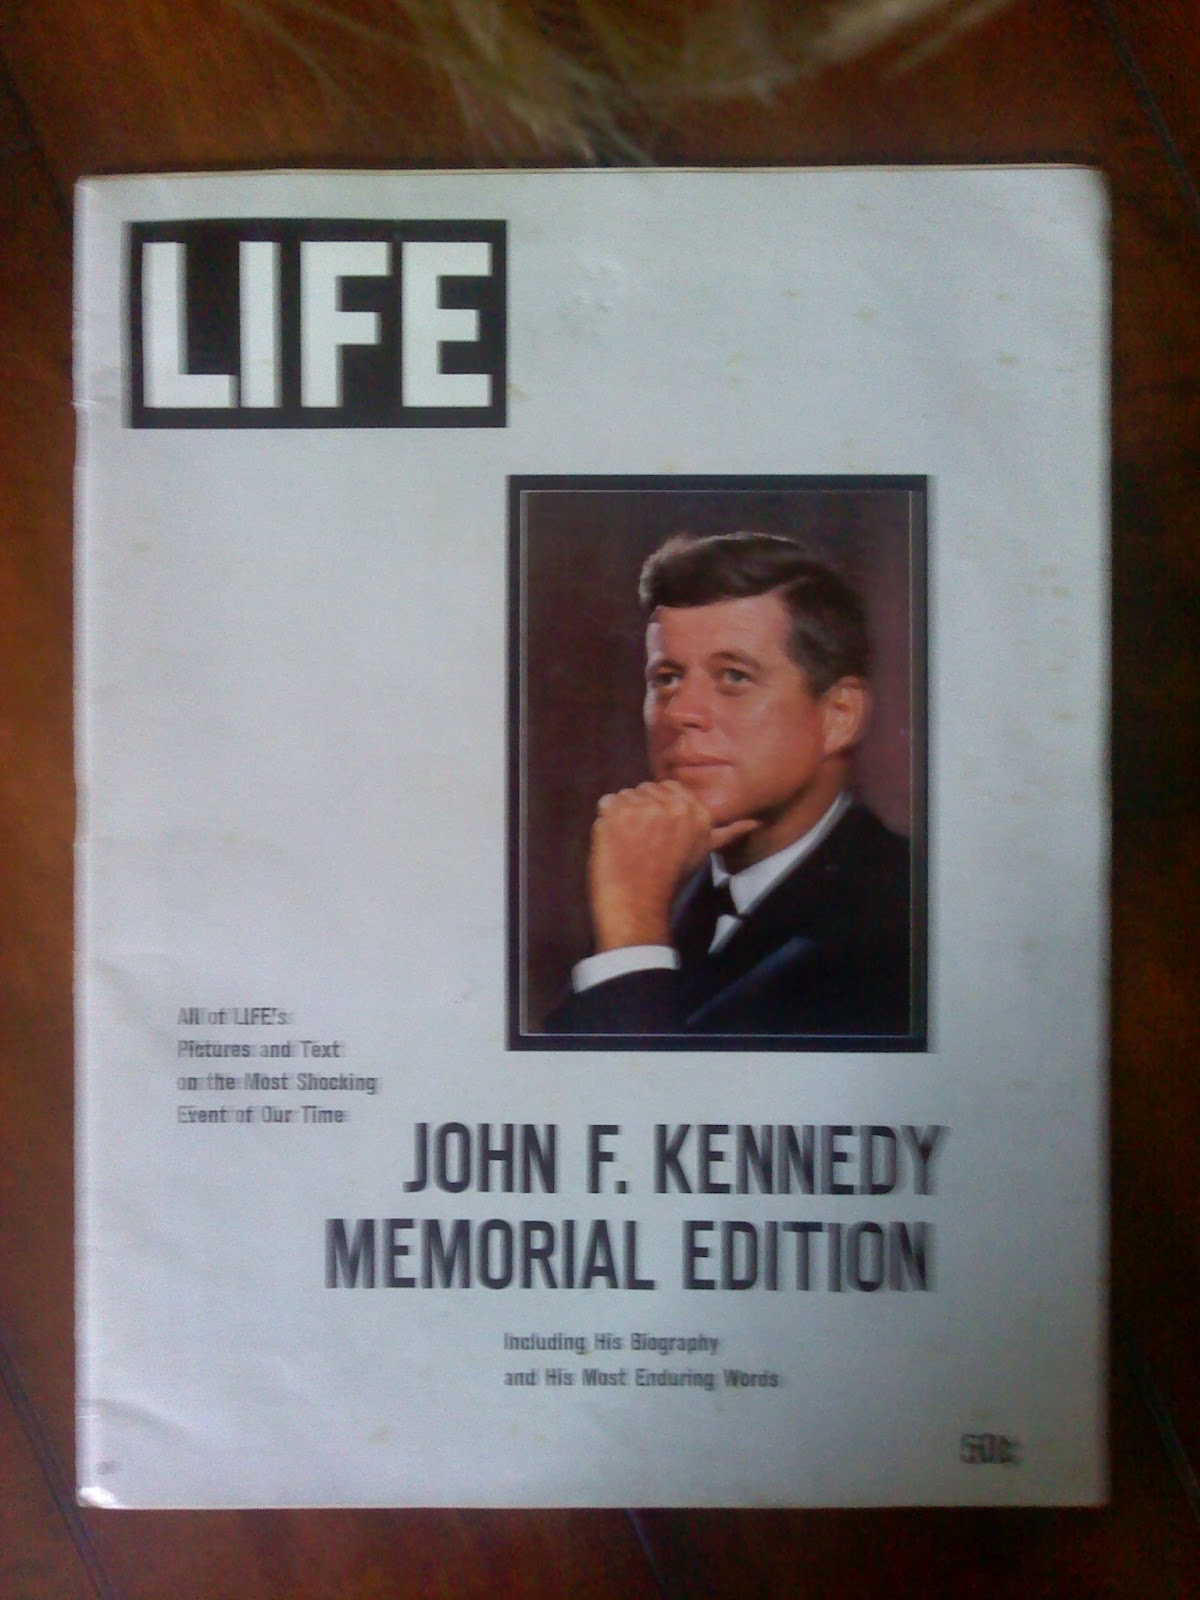 LIFE
All of LIFE's
Pictures and Text
on the Most Shocking
Event of Our Time
JOHN F. KENNEDY
MEMORIAL EDITION
Including His Biography
and His Most Enduring Words
50¢